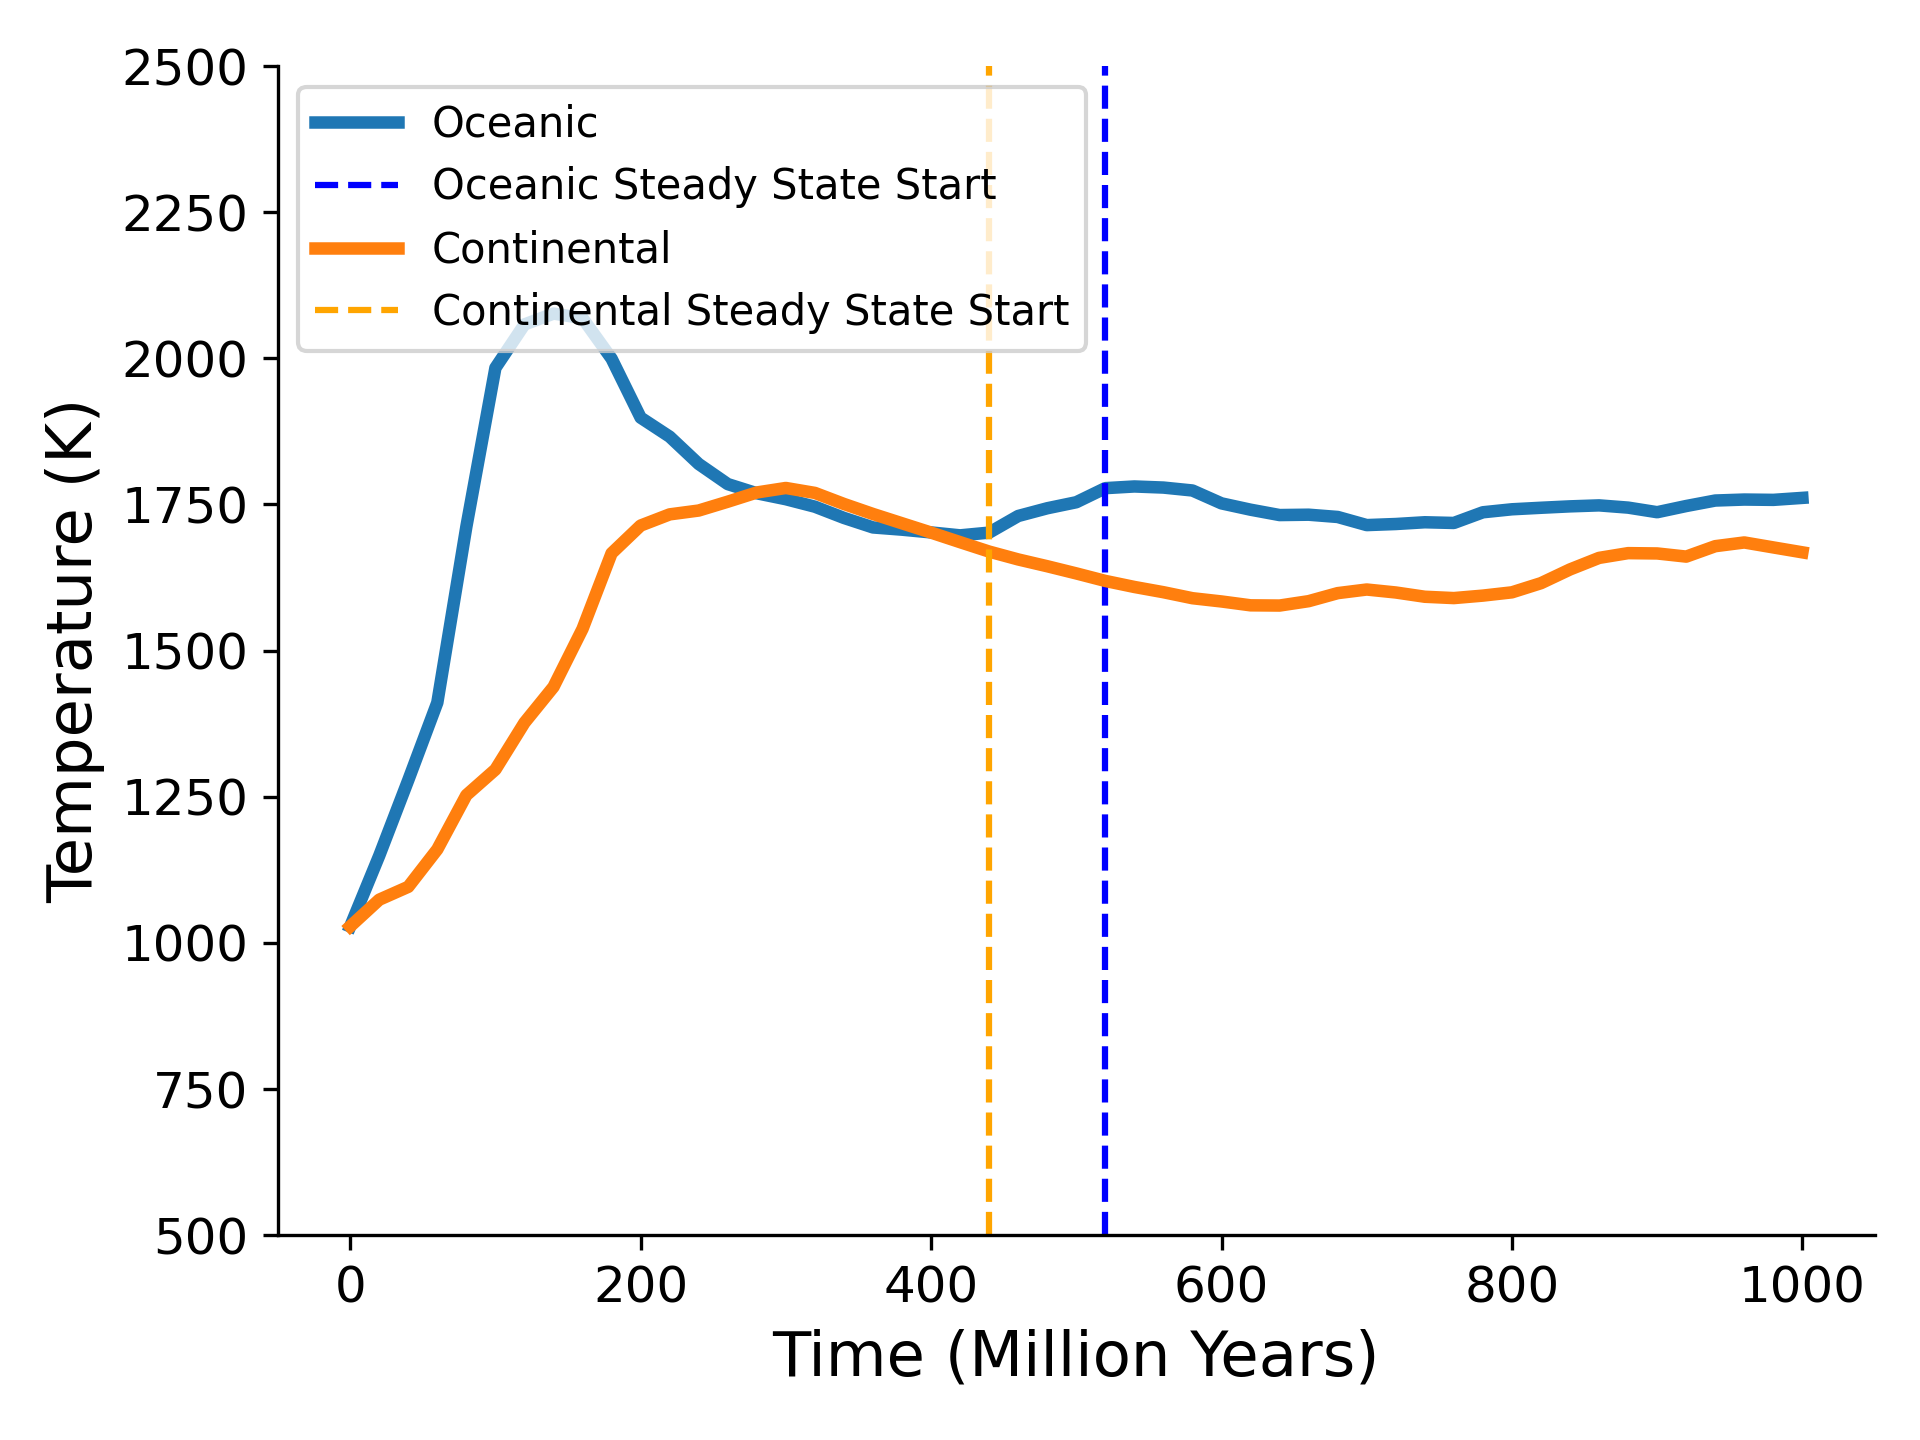 2500
2250
2000
1750
1500
1250
1000
750
500
Temperature (K)
Oceanic
Oceanic Steady State Start
Continental
Continental Steady State Start
0 200 400 600 800 1000
Time (Million Years)